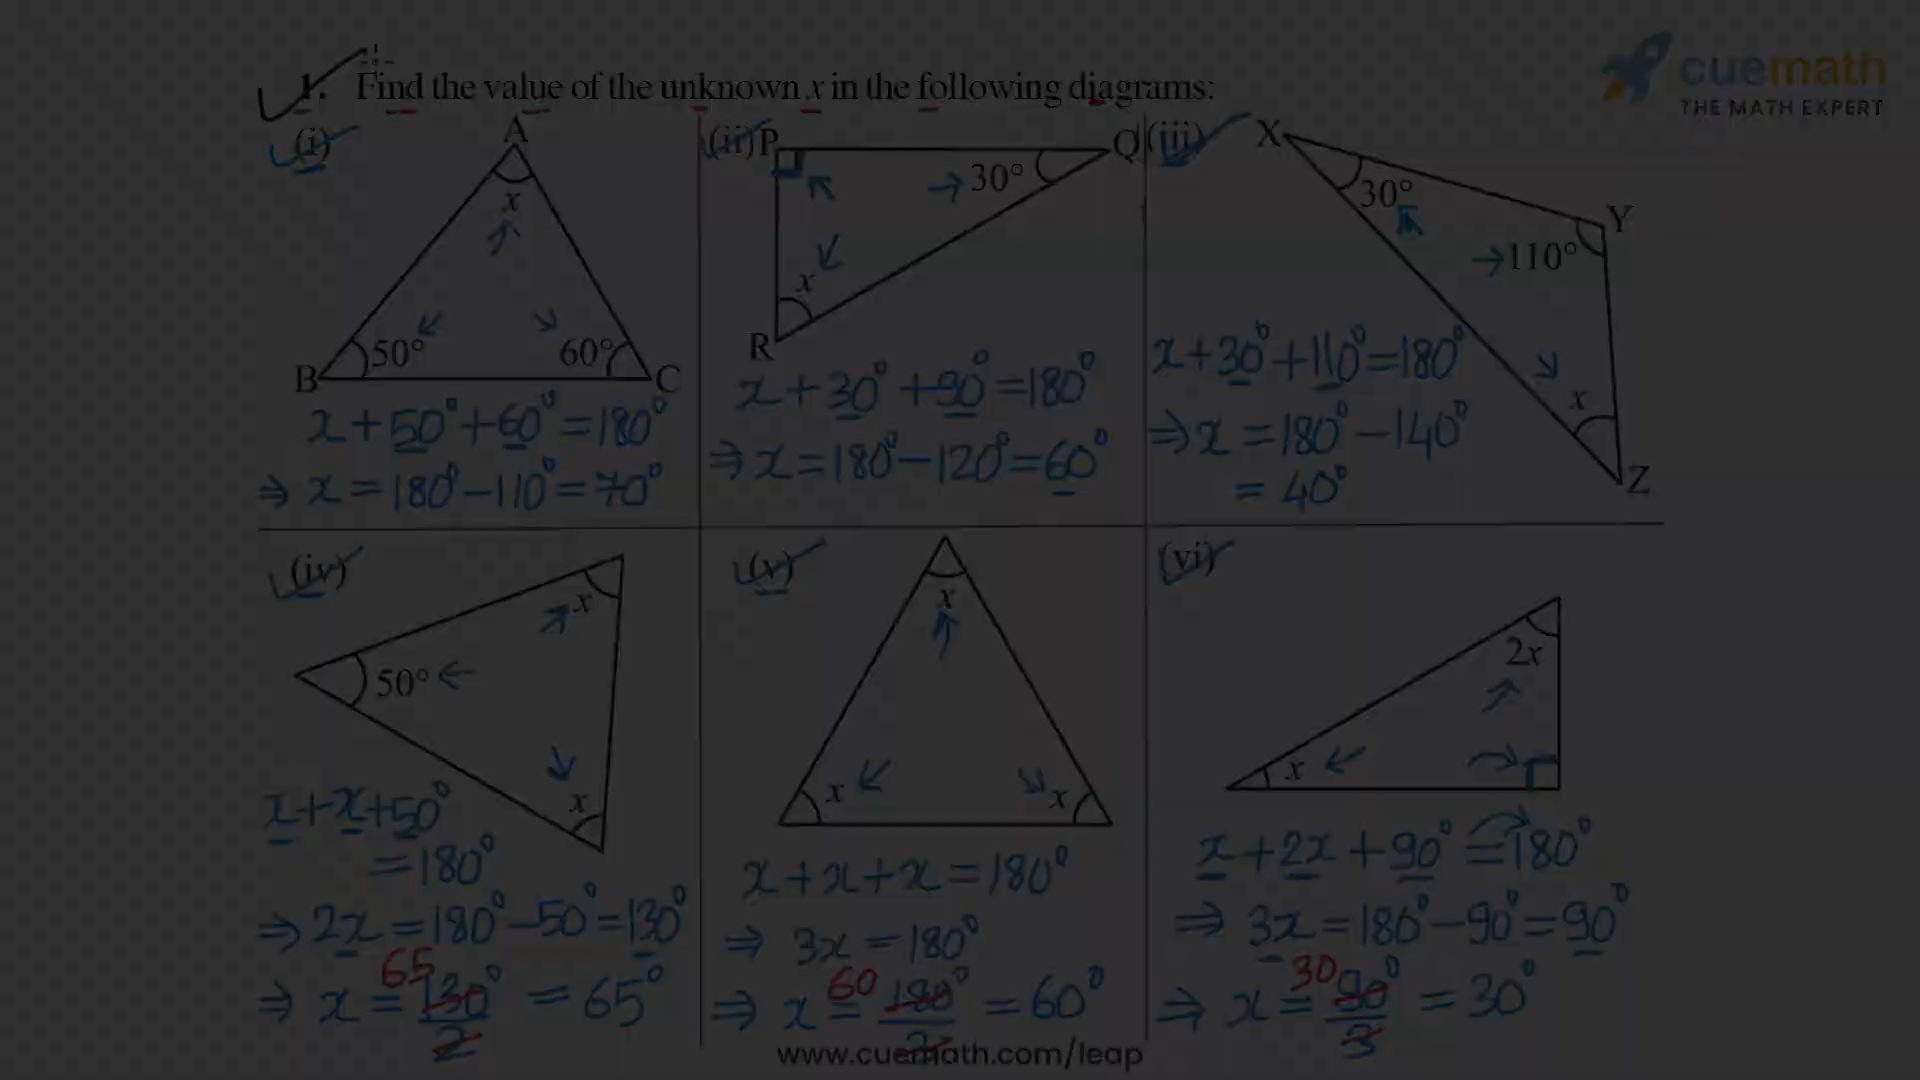 1. Find the value of the unknown x in the following diagrams:
cuemath
THE MATH EXPERT
(i)
A
x
50°
60°
B
C
x + 50° + 60° = 180°
⇒ x = 180° - 110° = 70°
(ii)
P
Q
30°
x
R
x + 30° + 90° = 180°
⇒ x = 180° - 120° = 60°
(iii)
X
30°
Y
110°
x
Z
x + 30° + 110° = 180°
⇒ x = 180° - 140°
= 40°
(iv)
x
50°
x
x + x + 50°
= 180°
⇒ 2x = 180° - 50° = 130°
65
⇒ x = 130°/2 = 65°
(v)
x
x
x
x + x + x = 180°
⇒ 3x = 180°
60
⇒ x = 180°/3 = 60°
(vi)
2x
x
x + 2x + 90° = 180°
⇒ 3x = 180° - 90° = 90°
30
⇒ x = 90°/3 = 30°
www.cuemath.com/leap